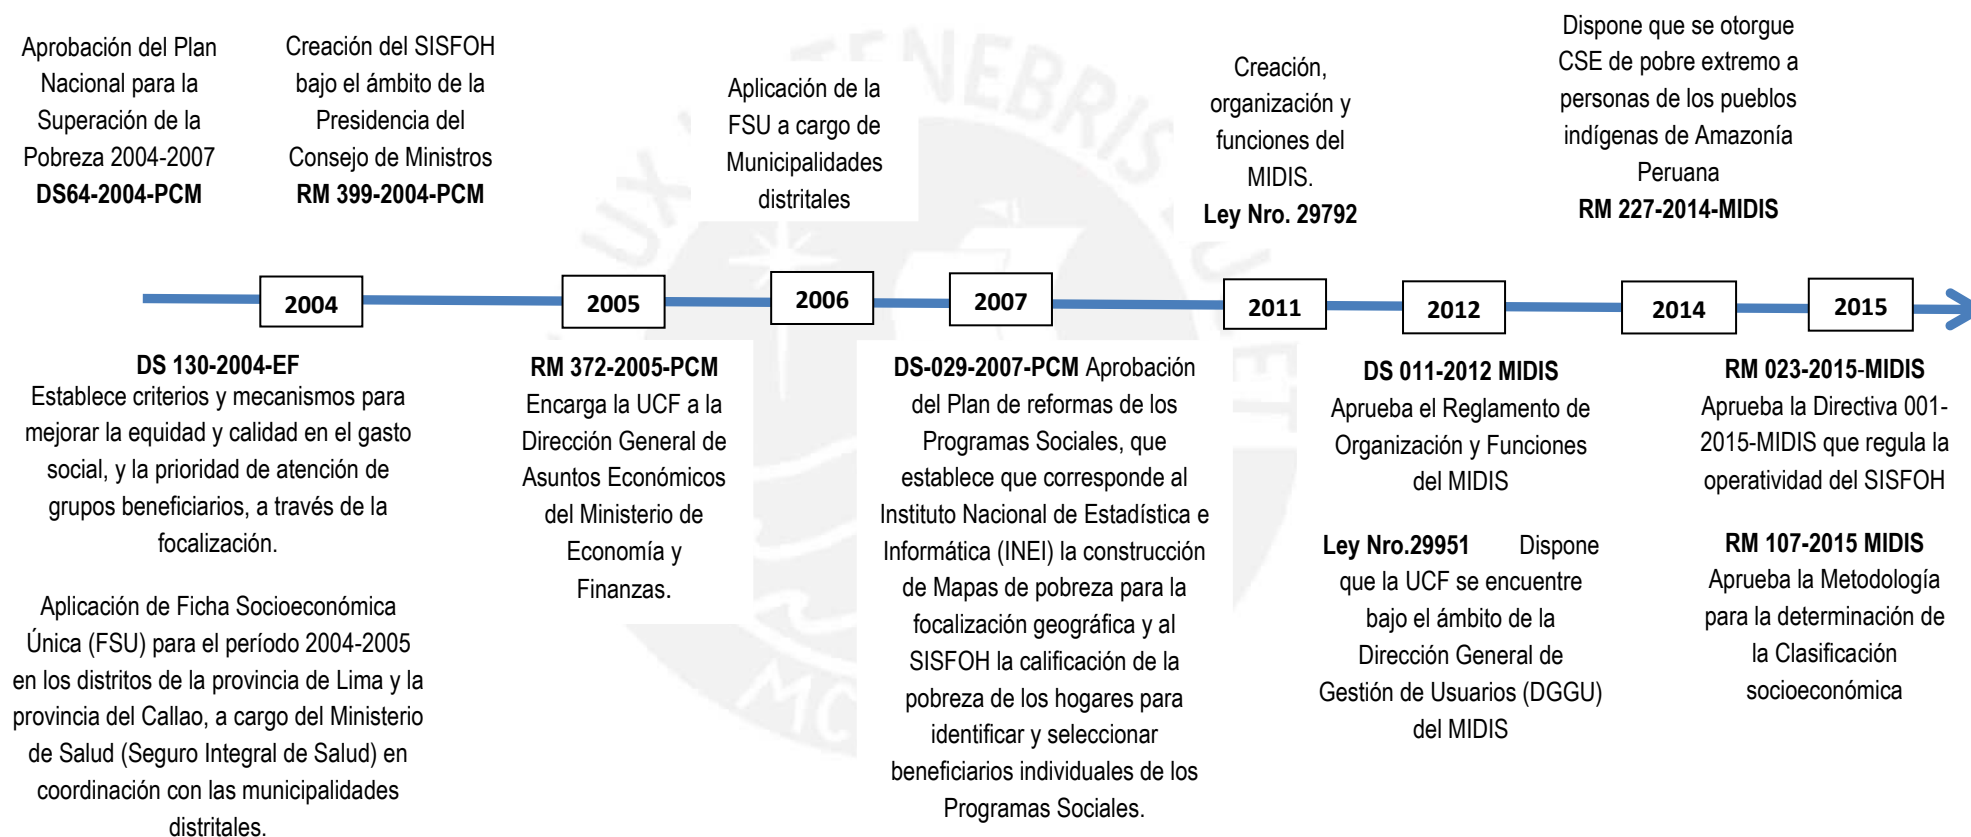 Aprobación del Plan
Nacional para la
Superación de la
Pobreza 2004-2007
DS64-2004-PCM
Creación del SISFOH
bajo el ámbito de la
Presidencia del
Consejo de Ministros
RM 399-2004-PCM
Aplicación de la
FSU a cargo de
Municipalidades
distritales
Creación,
organización y
funciones del
MIDIS.
Ley Nro. 29792
Dispone que se otorgue
CSE de pobre extremo a
personas de los pueblos
indígenas de Amazonía
Peruana
RM 227-2014-MIDIS
2004
2005
2006
2007
2011
2012
2014
2015
DS 130-2004-EF
Establece criterios y mecanismos para
mejorar la equidad y calidad en el gasto
social, y la prioridad de atención de
grupos beneficiarios, a través de la
focalización.
Aplicación de Ficha Socioeconómica
Única (FSU) para el período 2004-2005
en los distritos de la provincia de Lima y la
provincia del Callao, a cargo del Ministerio
de Salud (Seguro Integral de Salud) en
coordinación con las municipalidades
distritales.
RM 372-2005-PCM
Encarga la UCF a la
Dirección General de
Asuntos Económicos
del Ministerio de
Economía y
Finanzas.
DS-029-2007-PCM Aprobación
del Plan de reformas de los
Programas Sociales, que
establece que corresponde al
Instituto Nacional de Estadística e
Informática (INEI) la construcción
de Mapas de pobreza para la
focalización geográfica y al
SISFOH la calificación de la
pobreza de los hogares para
identificar y seleccionar
beneficiarios individuales de los
Programas Sociales.
DS 011-2012 MIDIS
Aprueba el Reglamento de
Organización y Funciones
del MIDIS
Ley Nro.29951 Dispone
que la UCF se encuentre
bajo el ámbito de la
Dirección General de
Gestión de Usuarios (DGGU)
del MIDIS
RM 023-2015-MIDIS
Aprueba la Directiva 001-
2015-MIDIS que regula la
operatividad del SISFOH
RM 107-2015 MIDIS
Aprueba la Metodología
para la determinación de
la Clasificación
socioeconómica